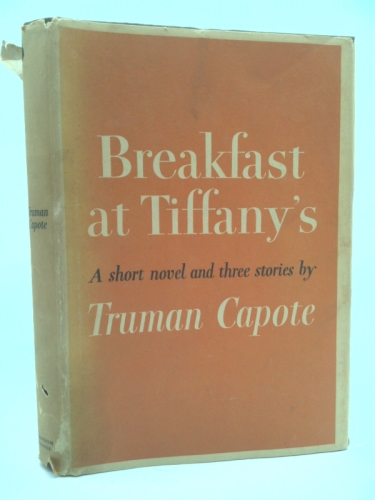 Breakfast
at Tiffany's
A short novel and three stories by
Truman Capote
Truman
Capote